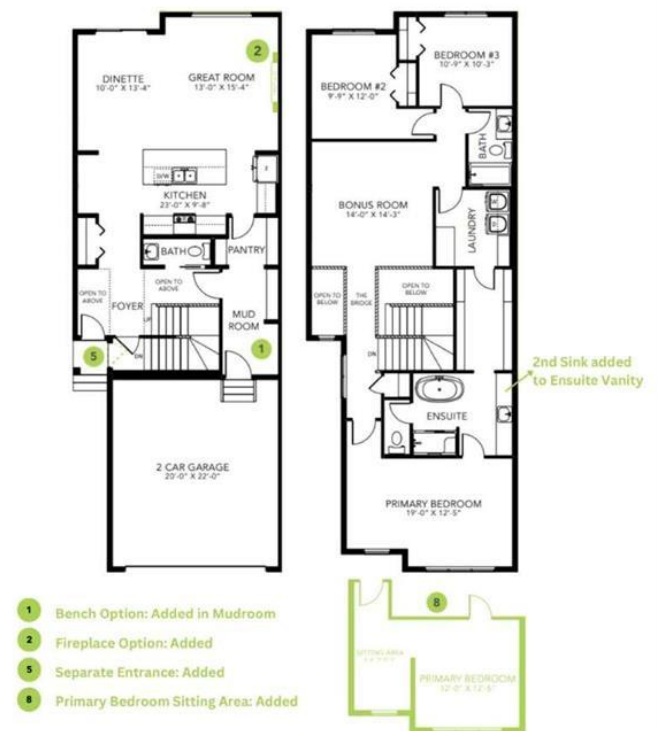 DINETTE
10'-0" X 13'-4"
2
GREAT ROOM
13'-0" X 15'-4"
D/W
KITCHEN
23'-0" X 9'-8"
BATH
PANTRY
OPEN TO
ABOVE
FOYER
OPEN TO
ABOVE
UP
MUD
ROOM
1
5
DN
2 CAR GARAGE
20'-0" X 22'-0"
BEDROOM #3
10'-9" X 10'-3"
BEDROOM #2
9'-9" X 12'-0"
BATH
BONUS ROOM
14'-0" X 14'-3"
LAUNDRY
OPEN TO
BELOW
THE
BRIDGE
OPEN TO
BELOW
DN
2nd Sink added
to Ensuite Vanity
ENSUITE
PRIMARY BEDROOM
19'-0" X 12'-5"
8
SITTING AREA
PRIMARY BEDROOM
12'-0" X 12'-6"
1 Bench Option: Added in Mudroom
2 Fireplace Option: Added
5 Separate Entrance: Added
8 Primary Bedroom Sitting Area: Added